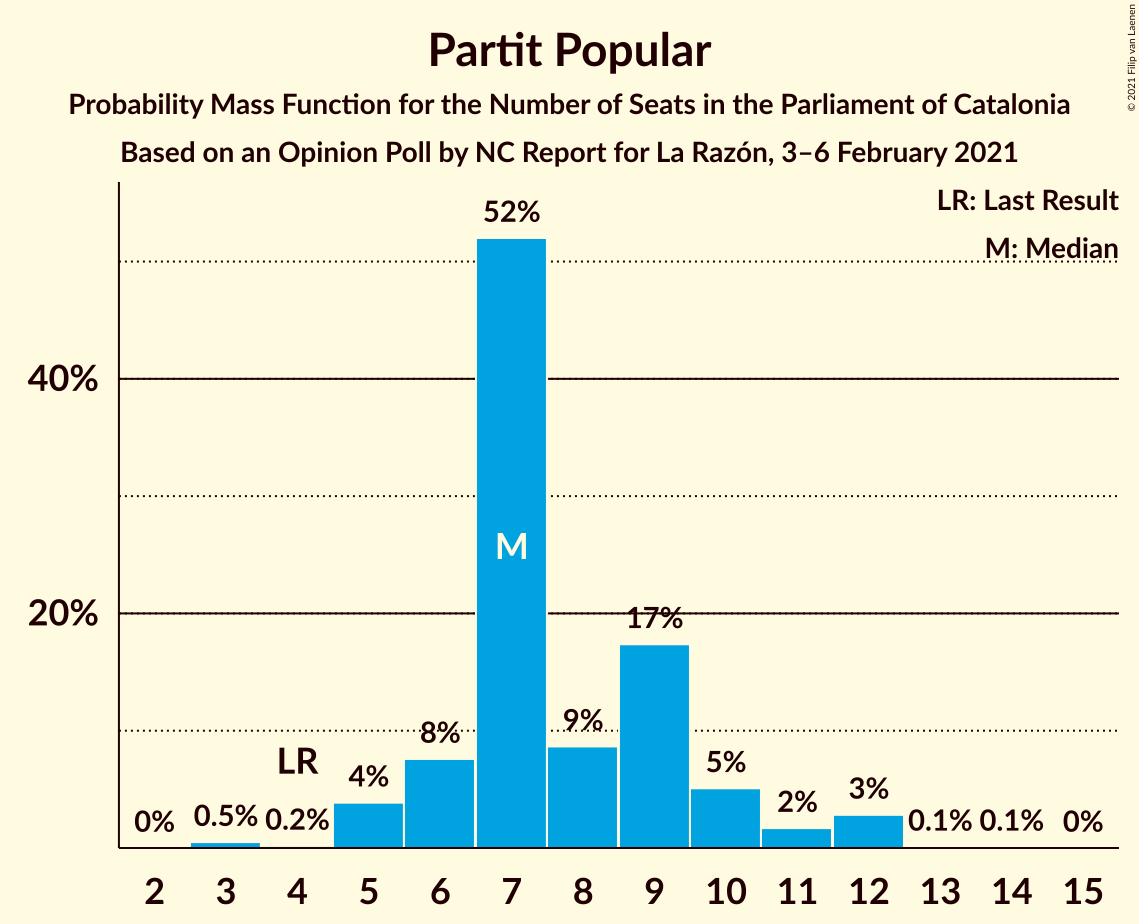 Partit Popular
Probability Mass Function for the Number of Seats in the Parliament of Catalonia
Based on an Opinion Poll by NC Report for La Razón, 3–6 February 2021
© 2021 Filip van Laenen
LR: Last Result
M: Median
52%
40%
M
20%
17%
9%
8%
LR
5%
4%
3%
2%
0% 0.5% 0.2% 0.1% 0.1% 0%
2 3 4 5 6 7 8 9 10 11 12 13 14 15